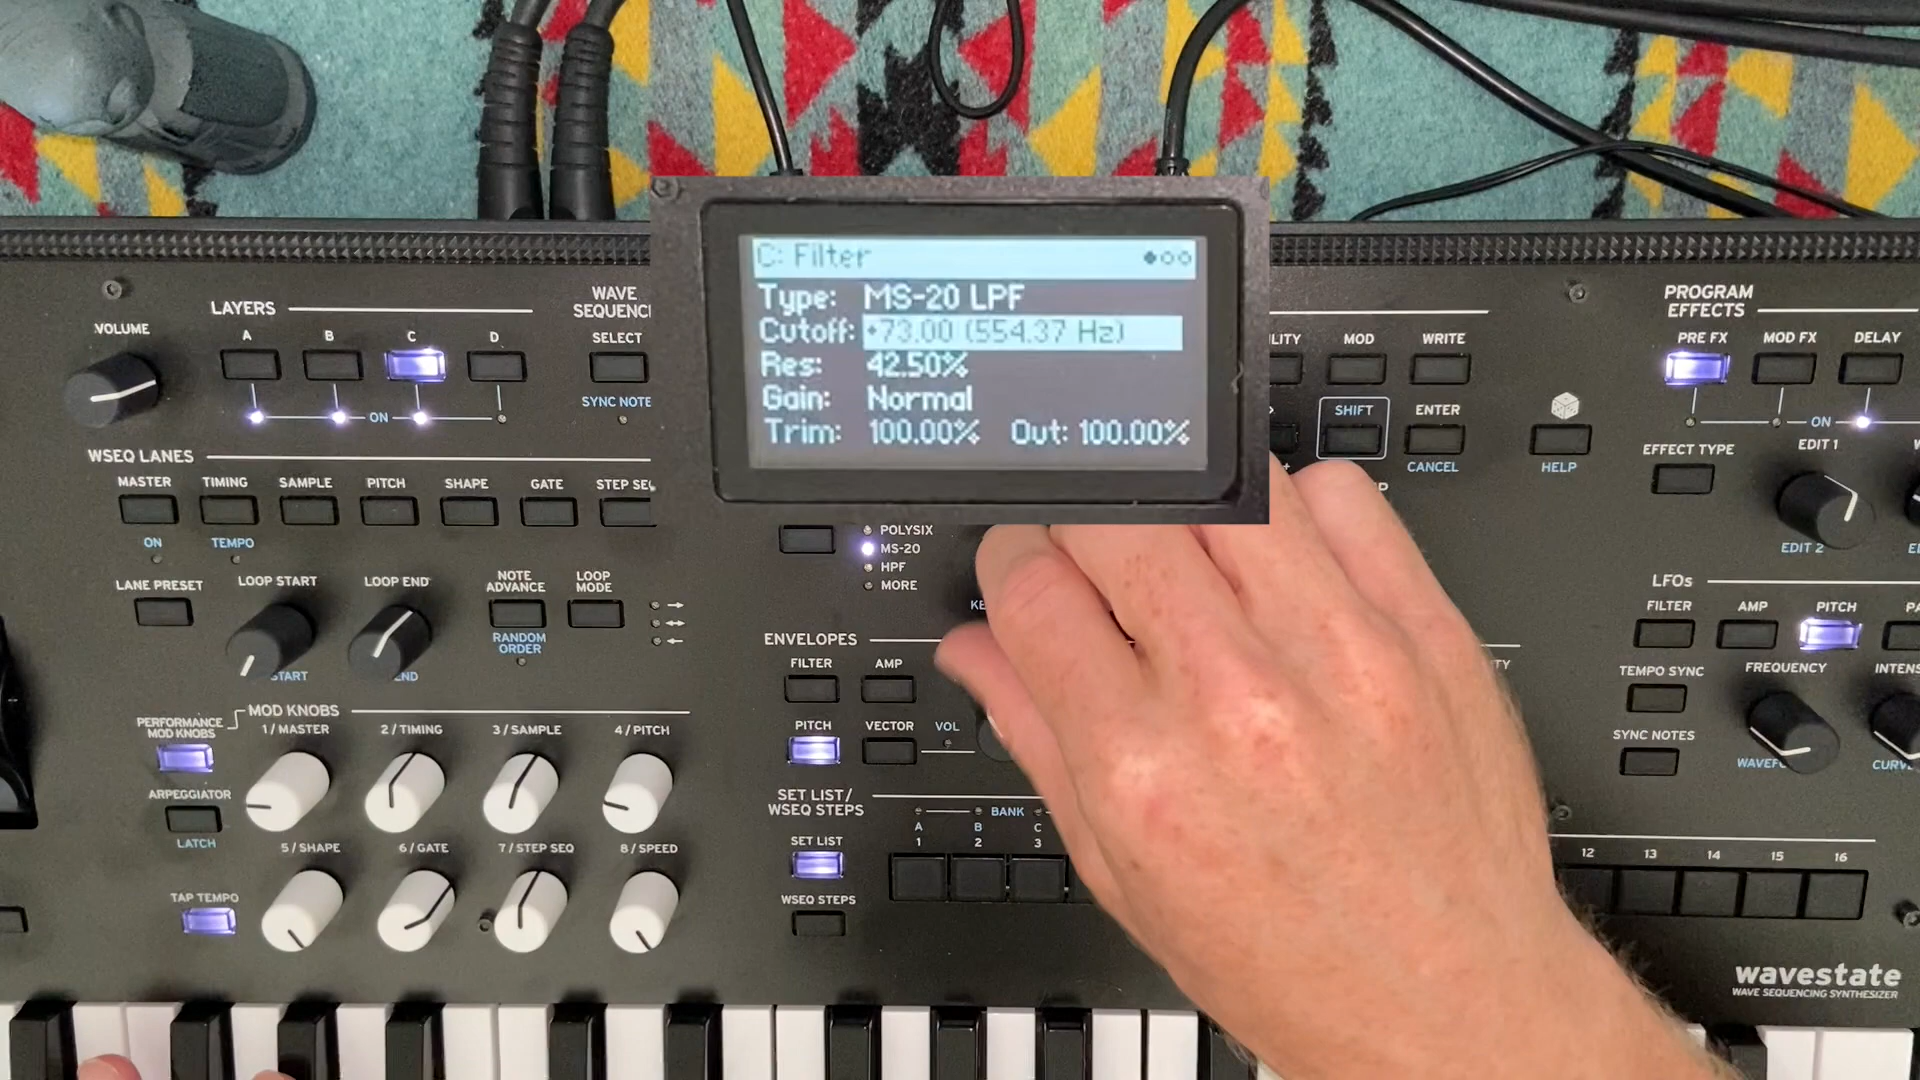 C: Filter
Type: MS-20 LPF
Cutoff: +73.00 (554.37 Hz)
Res: 42.50%
Gain: Normal
Trim: 100.00% Out: 100.00%
VOLUME
LAYERS
A B C D
ON
WAVE
SELECT
SYNC NOTE
WSEQ LANES
MASTER TIMING SAMPLE PITCH SHAPE GATE STEP
ON TEMPO
LANE PRESET
LOOP START LOOP END
NOTE
ADVANCE
LOOP
MODE
RANDOM
ORDER
START END
PERFORMANCE
MOD KNOBS
MOD KNOBS
1 / MASTER 2 / TIMING 3 / SAMPLE 4 / PITCH
ARPEGGIATOR
LATCH
5 / SHAPE 6 / GATE 7 / STEP SEQ 8 / SPEED
TAP TEMPO
POLYSIX
MS-20
HPF
MORE
ENVELOPES
FILTER AMP
PITCH VECTOR VOL
SET LIST /
WSEQ STEPS
BANK
A B C
1 2 3
SET LIST
WSEQ STEPS
MOD WRITE
SHIFT ENTER
CANCEL
HELP
PROGRAM
EFFECTS
PRE FX MOD FX DELAY
ON
EFFECT TYPE
EDIT 1
EDIT 2
LFOs
FILTER AMP PITCH
TEMPO SYNC
FREQUENCY
SYNC NOTES
12 13 14 15 16
wavestate
WAVE SEQUENCING SYNTHESIZER